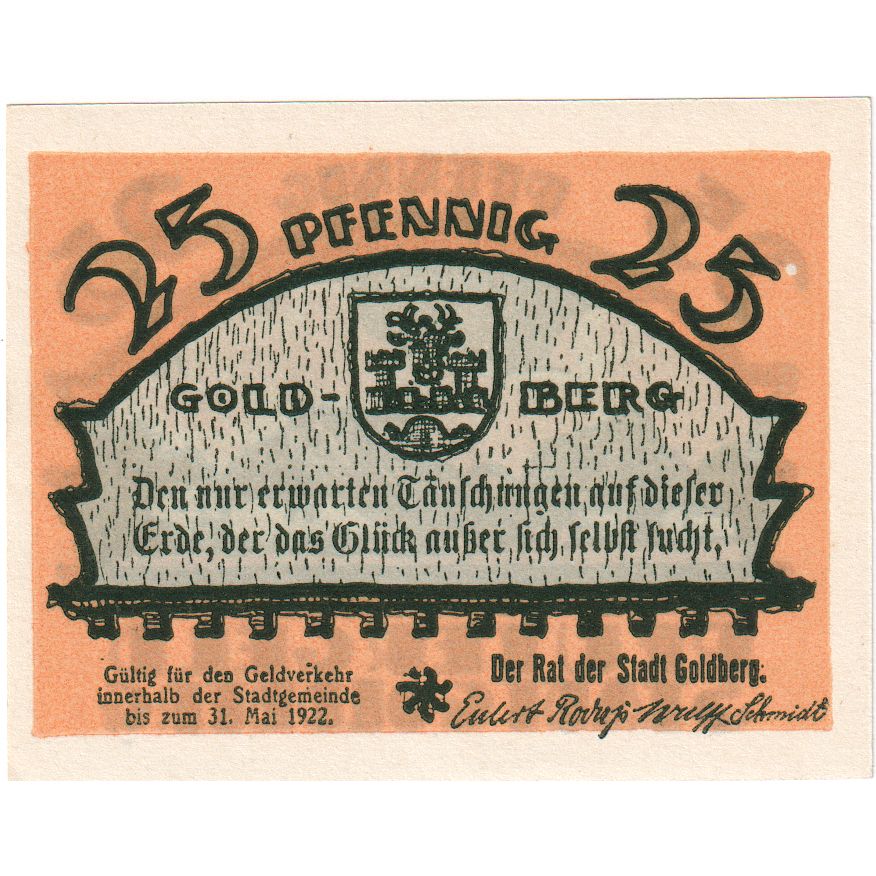 25 PFENNIG 25
GOLD-BERG
Den nur erwarten Täuschungen auf dieser
Erde, der das Glück außer sich selbst sucht.
Gültig für den Geldverkehr
innerhalb der Stadtgemeinde
bis zum 31. Mai 1922.
Der Rat der Stadt Goldberg:
Schmidt